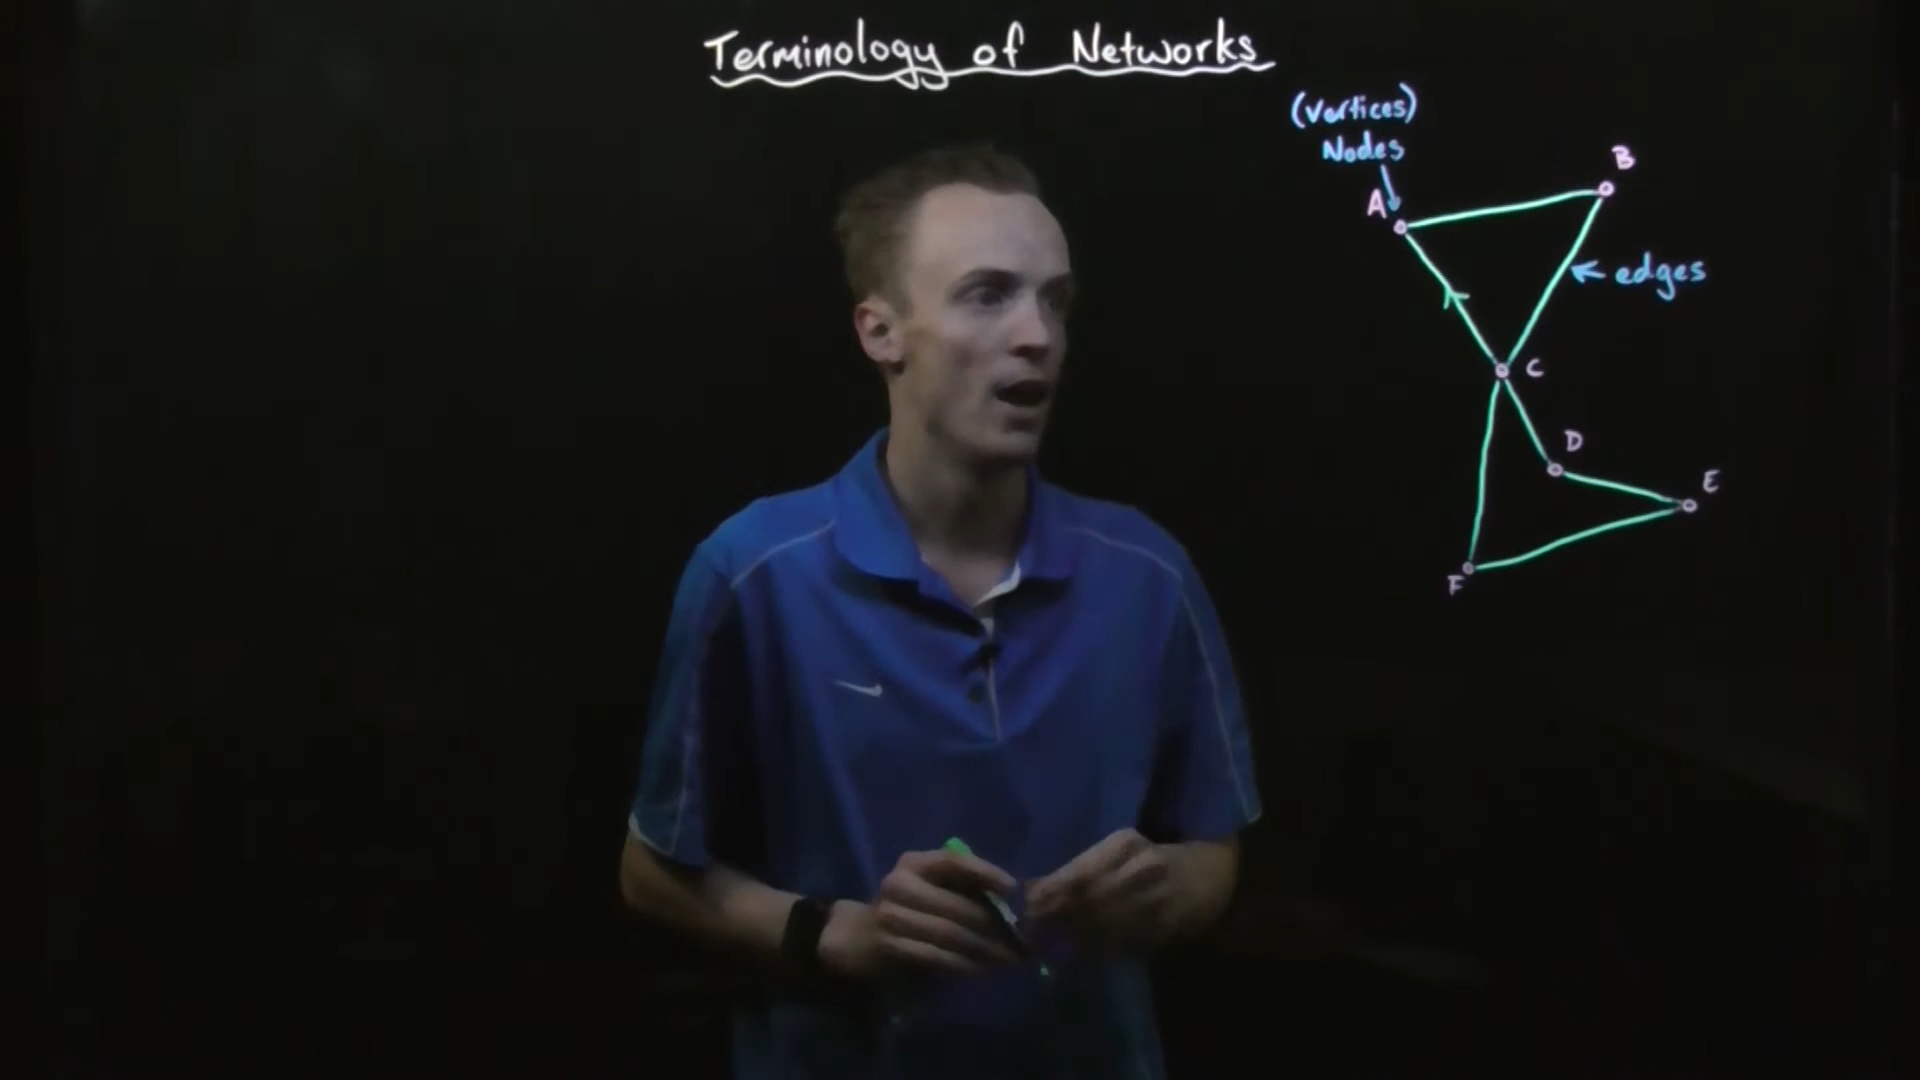 Terminology of Networks
(Vertices)
Nodes
A
B
edges
C
D
E
F